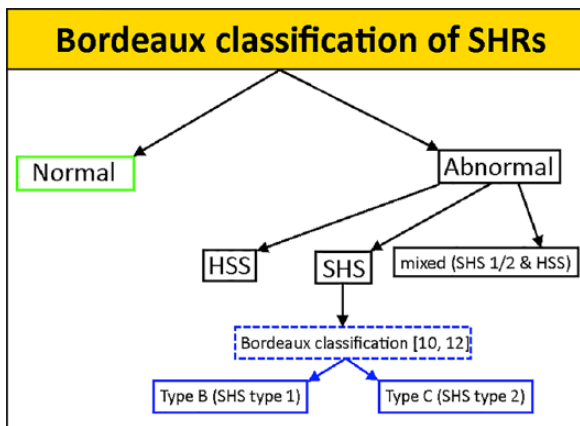 Bordeaux classification of SHRs
Normal
Abnormal
HSS
SHS
mixed (SHS 1/2 & HSS)
Bordeaux classification [10, 12]
Type B (SHS type 1)
Type C (SHS type 2)